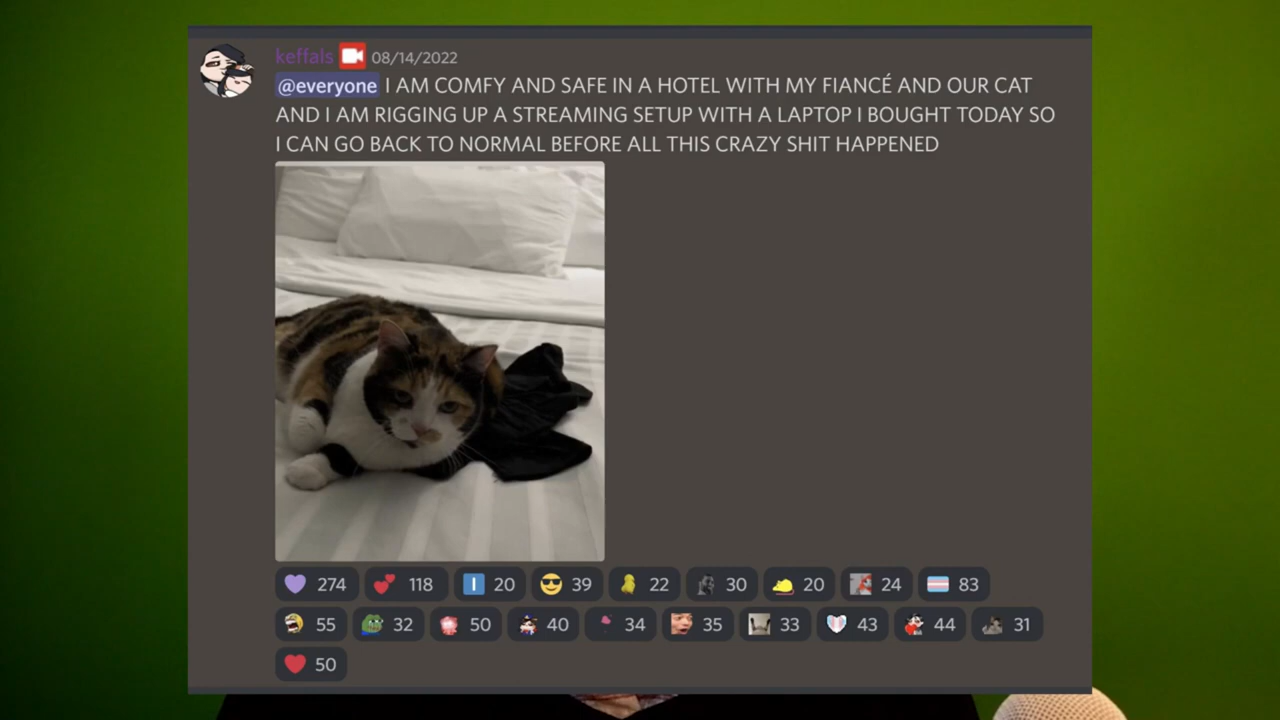 keffals 08/14/2022
@everyone I AM COMFY AND SAFE IN A HOTEL WITH MY FIANCÉ AND OUR CAT
AND I AM RIGGING UP A STREAMING SETUP WITH A LAPTOP I BOUGHT TODAY SO
I CAN GO BACK TO NORMAL BEFORE ALL THIS CRAZY SHIT HAPPENED
274 118 I 20 39 22 30 20 24 83
55 32 50 40 34 35 33 43 44 31
50